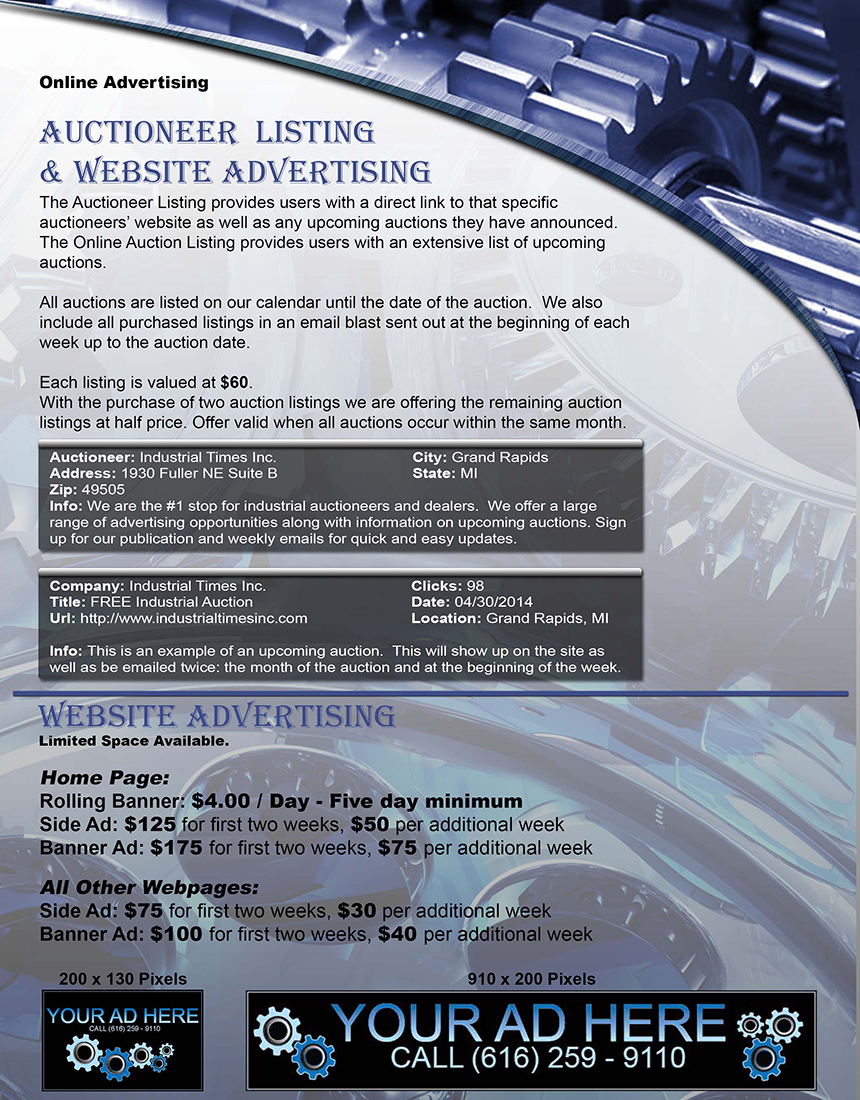 Online Advertising
AUCTIONEER LISTING
& WEBSITE ADVERTISING
The Auctioneer Listing provides users with a direct link to that specific
auctioneers' website as well as any upcoming auctions they have announced.
The Online Auction Listing provides users with an extensive list of upcoming
auctions.
All auctions are listed on our calendar until the date of the auction. We also
include all purchased listings in an email blast sent out at the beginning of each
week up to the auction date.
Each listing is valued at $60.
With the purchase of two auction listings we are offering the remaining auction
listings at half price. Offer valid when all auctions occur within the same month.
Auctioneer: Industrial Times Inc. City: Grand Rapids
Address: 1930 Fuller NE Suite B State: MI
Zip: 49505
Info: We are the #1 stop for industrial auctioneers and dealers. We offer a large
range of advertising opportunities along with information on upcoming auctions. Sign
up for our publication and weekly emails for quick and easy updates.
Company: Industrial Times Inc. Clicks: 98
Title: FREE Industrial Auction Date: 04/30/2014
Url: http://www.industrialtimesinc.com Location: Grand Rapids, MI
Info: This is an example of an upcoming auction. This will show up on the site as
well as be emailed twice: the month of the auction and at the beginning of the week.
WEBSITE ADVERTISING
Limited Space Available.
Home Page:
Rolling Banner: $4.00 / Day - Five day minimum
Side Ad: $125 for first two weeks, $50 per additional week
Banner Ad: $175 for first two weeks, $75 per additional week
All Other Webpages:
Side Ad: $75 for first two weeks, $30 per additional week
Banner Ad: $100 for first two weeks, $40 per additional week
200 x 130 Pixels
YOUR AD HERE
CALL (616) 259 - 9110
910 x 200 Pixels
YOUR AD HERE
CALL (616) 259 - 9110